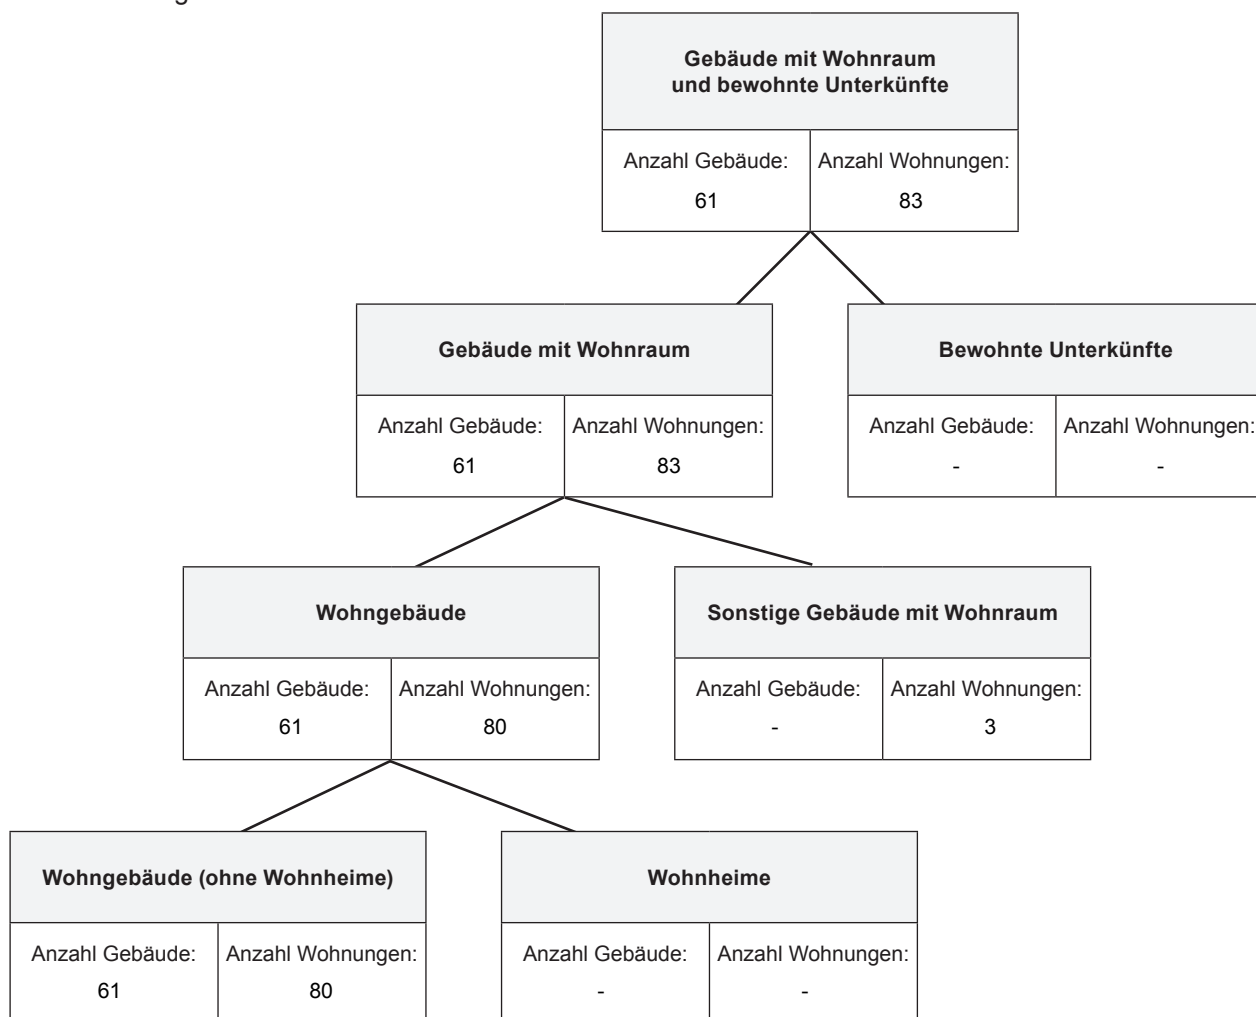 Gebäude mit Wohnraum
und bewohnte Unterkünfte
Anzahl Gebäude: Anzahl Wohnungen:
61 83
Gebäude mit Wohnraum Bewohnte Unterkünfte
Anzahl Gebäude: Anzahl Wohnungen: Anzahl Gebäude: Anzahl Wohnungen:
61 83 - -
Wohngebäude Sonstige Gebäude mit Wohnraum
Anzahl Gebäude: Anzahl Wohnungen: Anzahl Gebäude: Anzahl Wohnungen:
61 80 - 3
Wohngebäude (ohne Wohnheime) Wohnheime
Anzahl Gebäude: Anzahl Wohnungen: Anzahl Gebäude: Anzahl Wohnungen:
61 80 - -